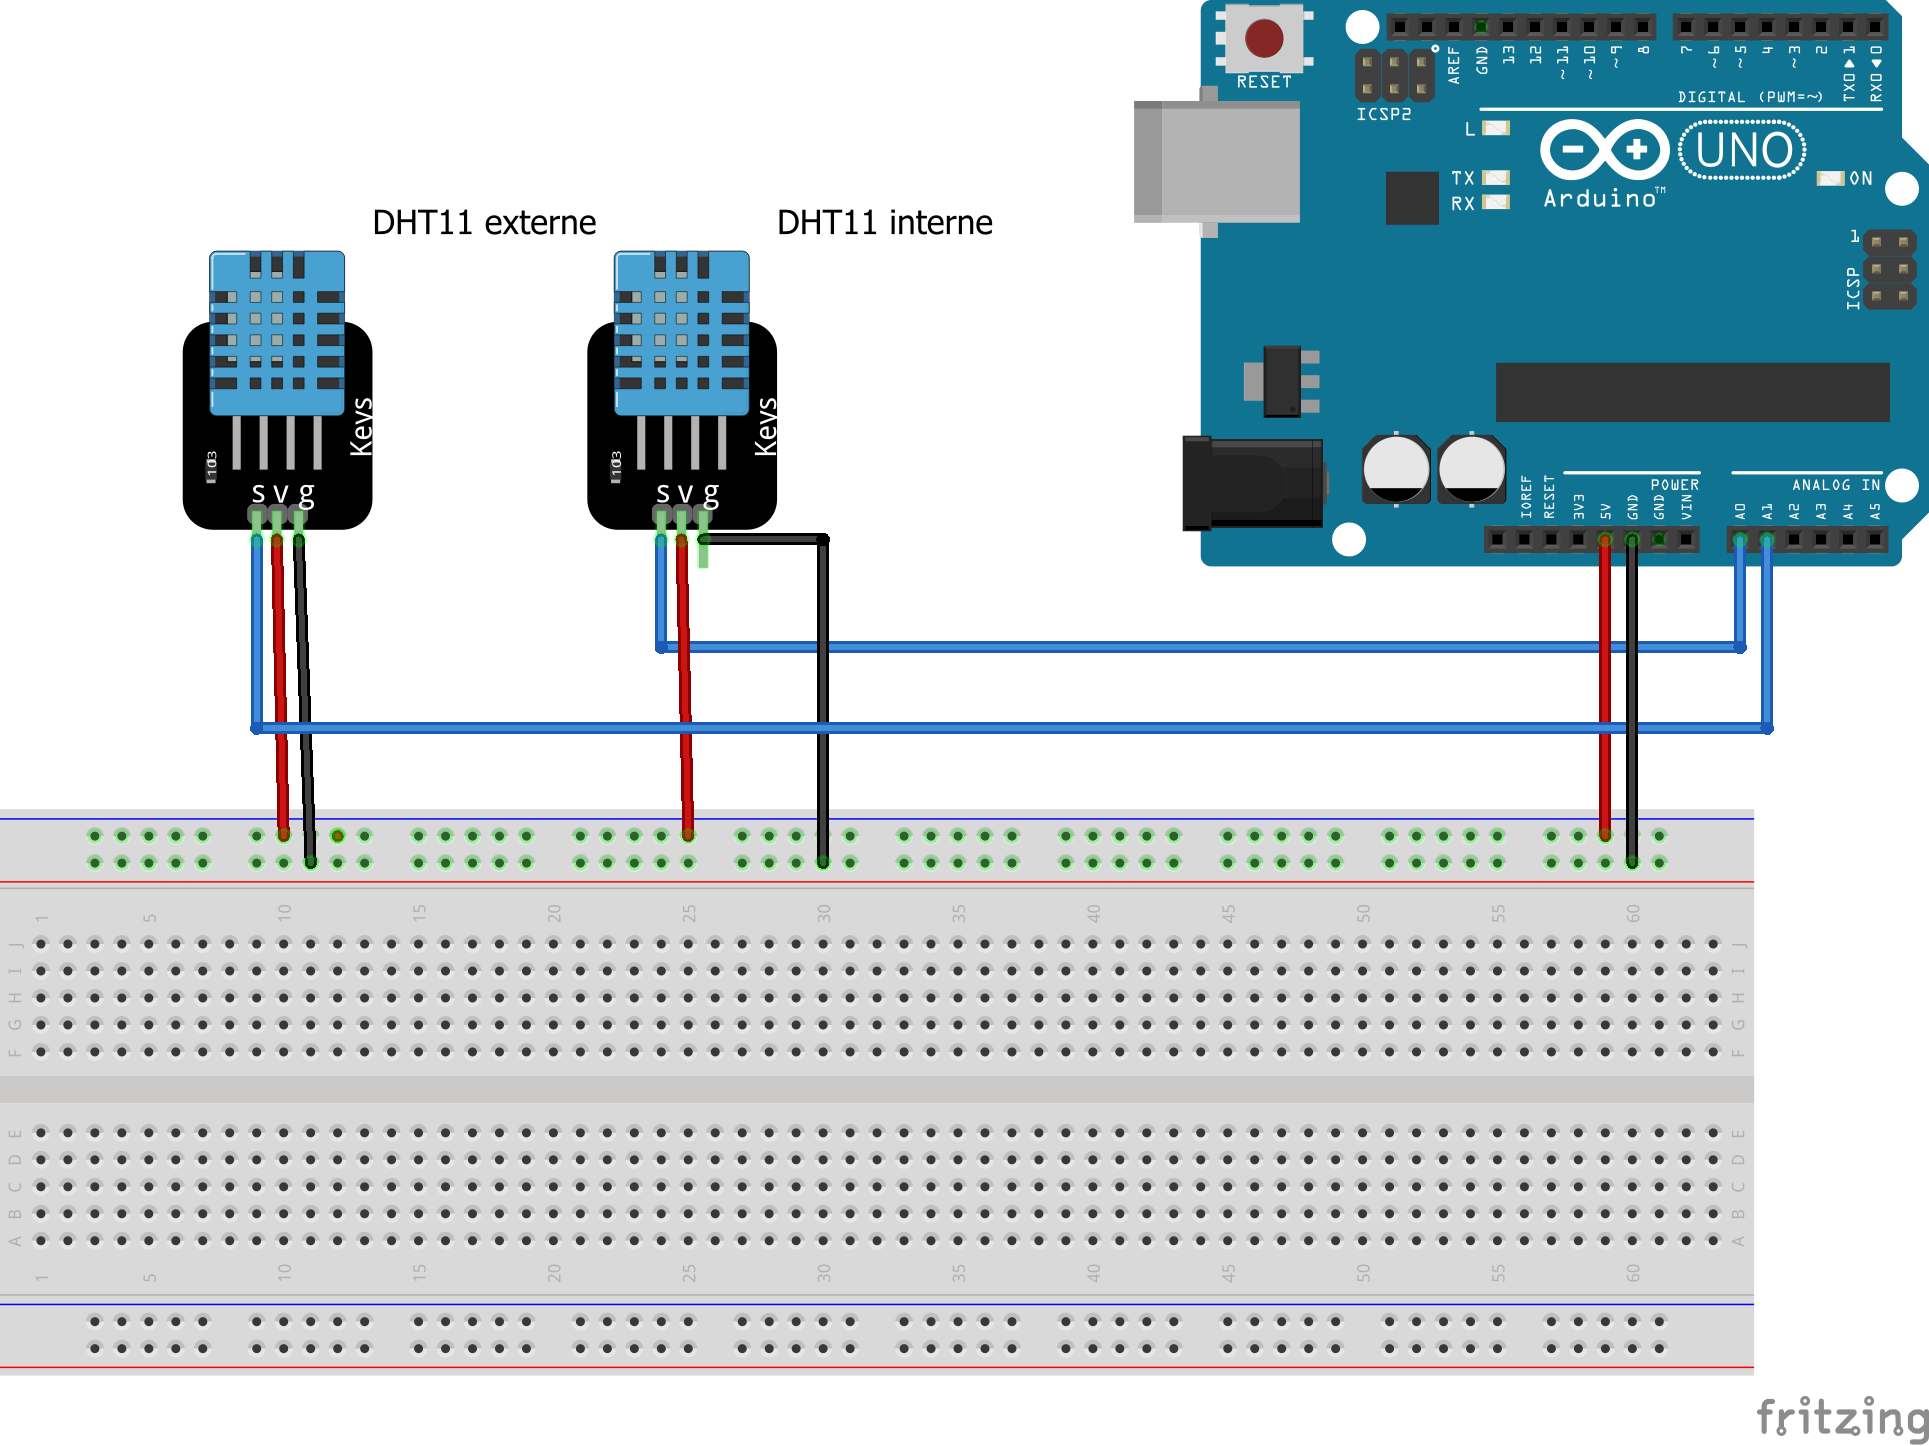 RESET
ICSP2
AREF
GND
13
12
~11
~10
~9
8
7
~6
~5
4
~3
2
TX0▶1
RX0◀0
DIGITAL (PWM=~)
L
TX
RX
UNO
Arduino™
ON
1
ICSP
DHT11 externe
DHT11 interne
Keys
103
s v g
Keys
103
s v g
IOREF
RESET
3V3
5V
GND
GND
VIN
POWER
ANALOG IN
A0
A1
A2
A3
A4
A5
1 5 10 15 20 25 30 35 40 45 50 55 60
J J
I I
H H
G G
F F
E E
D D
C C
B B
A A
1 5 10 15 20 25 30 35 40 45 50 55 60
fritzing